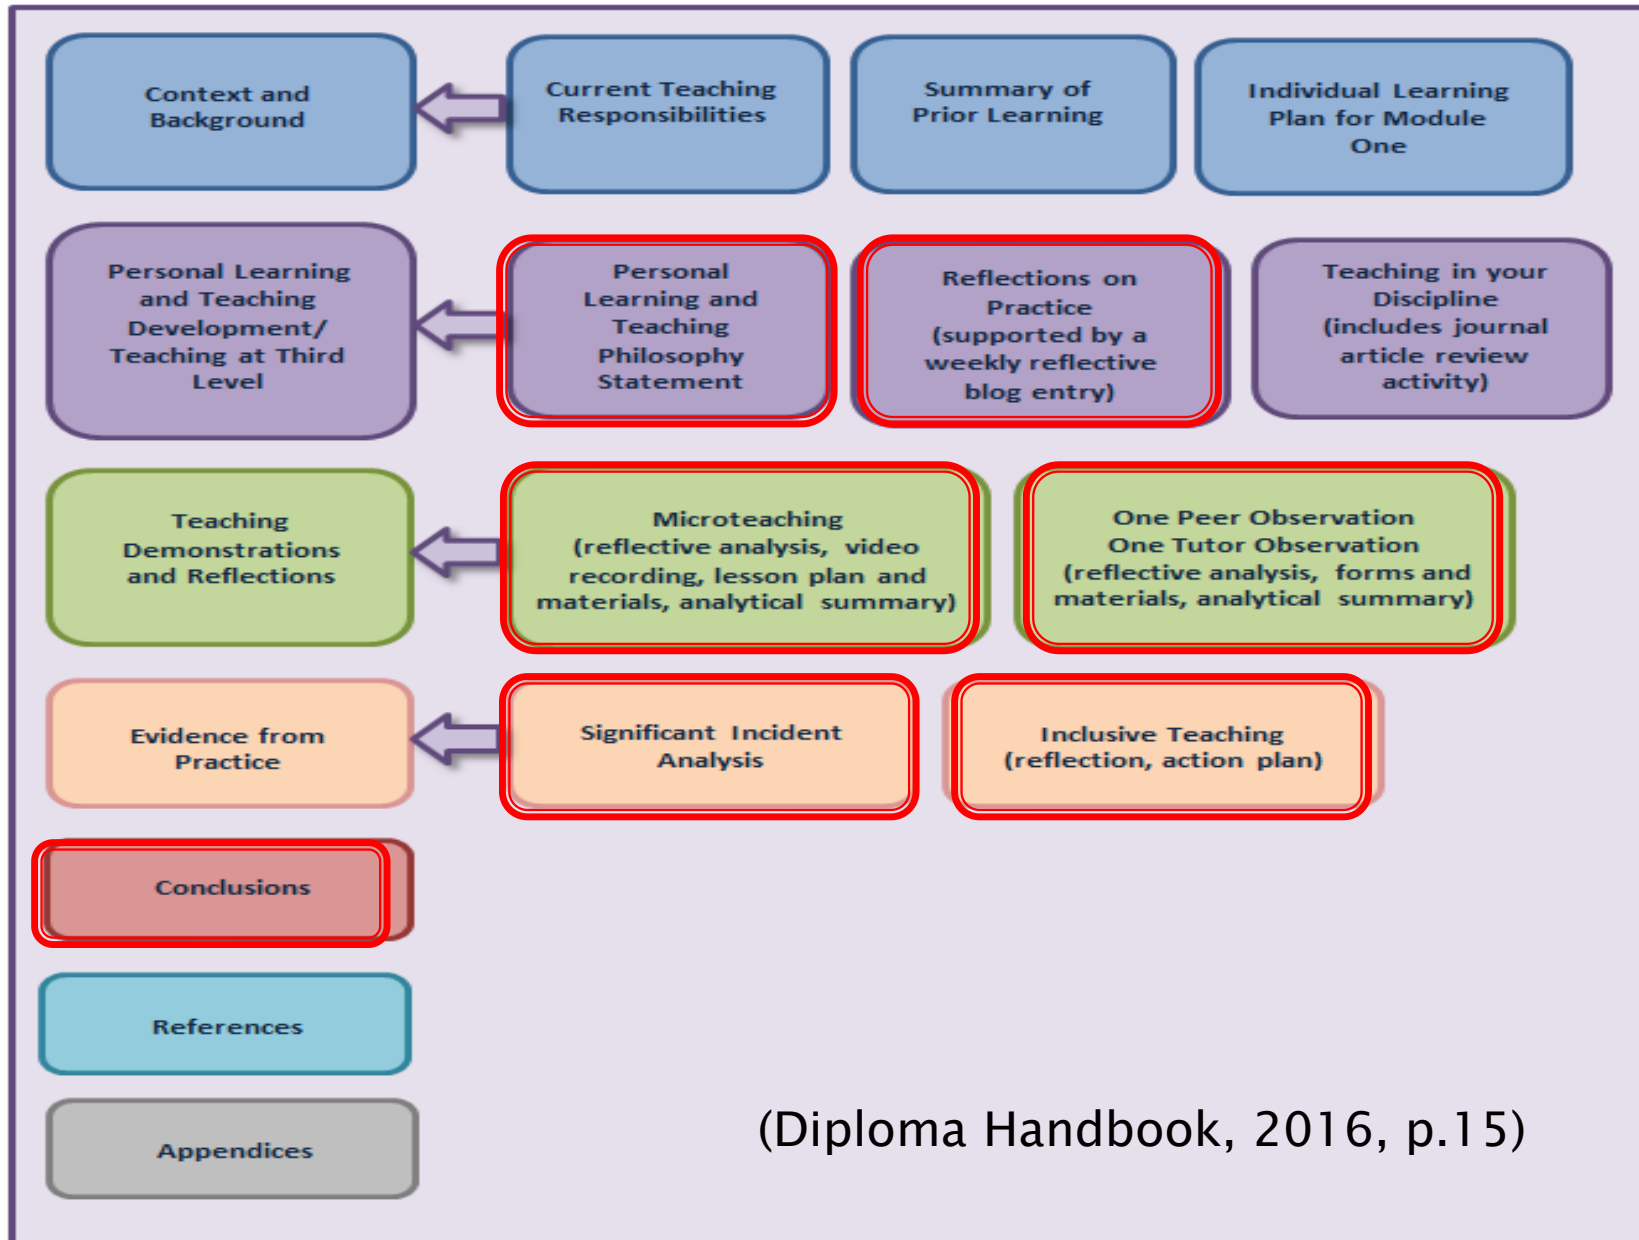 Context and
Background
Current Teaching
Responsibilities
Summary of
Prior Learning
Individual Learning
Plan for Module
One
Personal Learning
and Teaching
Development/
Teaching at Third
Level
Personal
Learning and
Teaching
Philosophy
Statement
Reflections on
Practice
(supported by a
weekly reflective
blog entry)
Teaching in your
Discipline
(includes journal
article review
activity)
Teaching
Demonstrations
and Reflections
Microteaching
(reflective analysis, video
recording, lesson plan and
materials, analytical summary)
One Peer Observation
One Tutor Observation
(reflective analysis, forms and
materials, analytical summary)
Evidence from
Practice
Significant Incident
Analysis
Inclusive Teaching
(reflection, action plan)
Conclusions
References
Appendices
(Diploma Handbook, 2016, p.15)